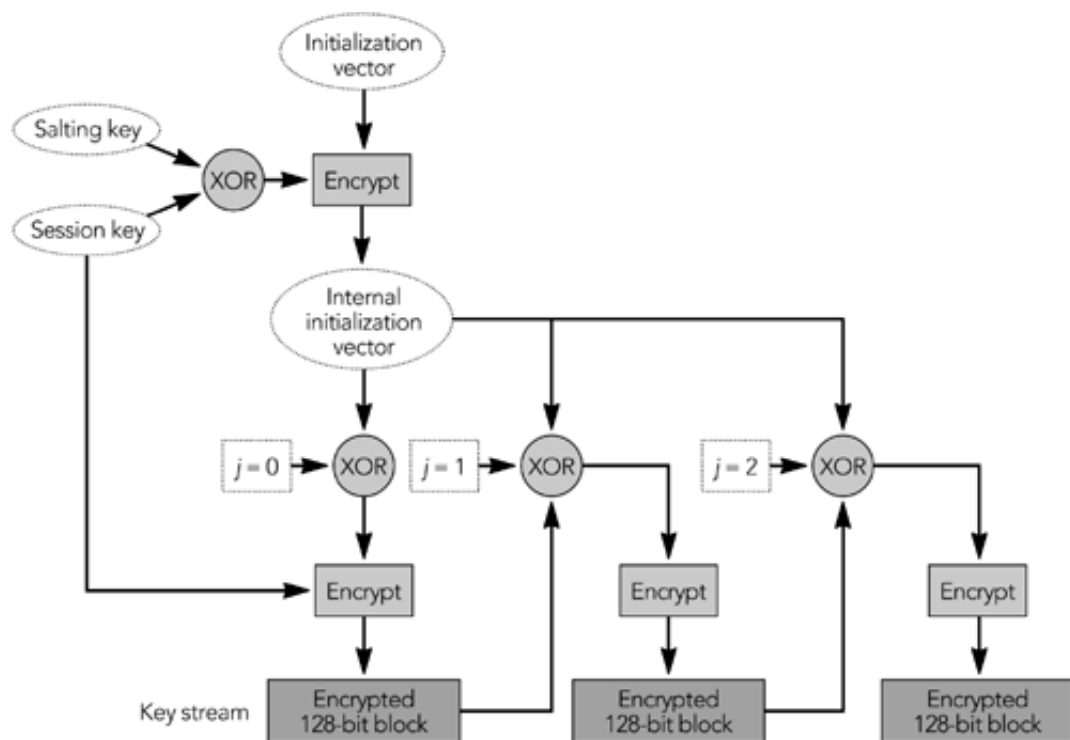 Initialization
vector
Salting key
XOR
Encrypt
Session key
Internal
initialization
vector
j = 0
XOR
j = 1
XOR
j = 2
XOR
Encrypt
Encrypt
Encrypt
Key stream
Encrypted
128-bit block
Encrypted
128-bit block
Encrypted
128-bit block